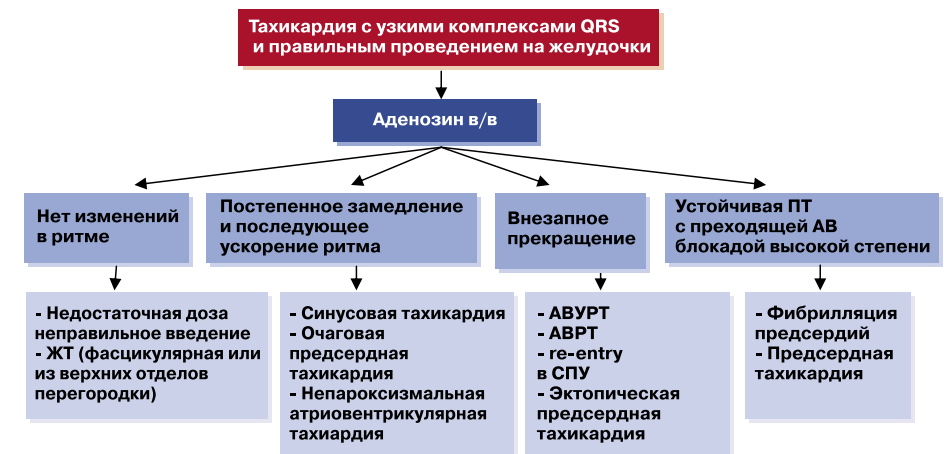 Тахикардия с узкими комплексами QRS
и правильным проведением на желудочки
Аденозин в/в
Нет изменений
в ритме
Постепенное замедление
и последующее
ускорение ритма
Внезапное
прекращение
Устойчивая ПТ
с преходящей АВ
блокадой высокой степени
- Недостаточная доза
неправильное введение
- ЖТ (фасцикулярная или
из верхних отделов
перегородки)
- Синусовая тахикардия
- Очаговая
предсердная
тахикардия
- Непароксизмальная
атриовентрикулярная
тахиардия
- АВУРТ
- АВРТ
- re-entry
в СПУ
- Эктопическая
предсердная
тахикардия
- Фибрилляция
предсердий
- Предсердная
тахикардия